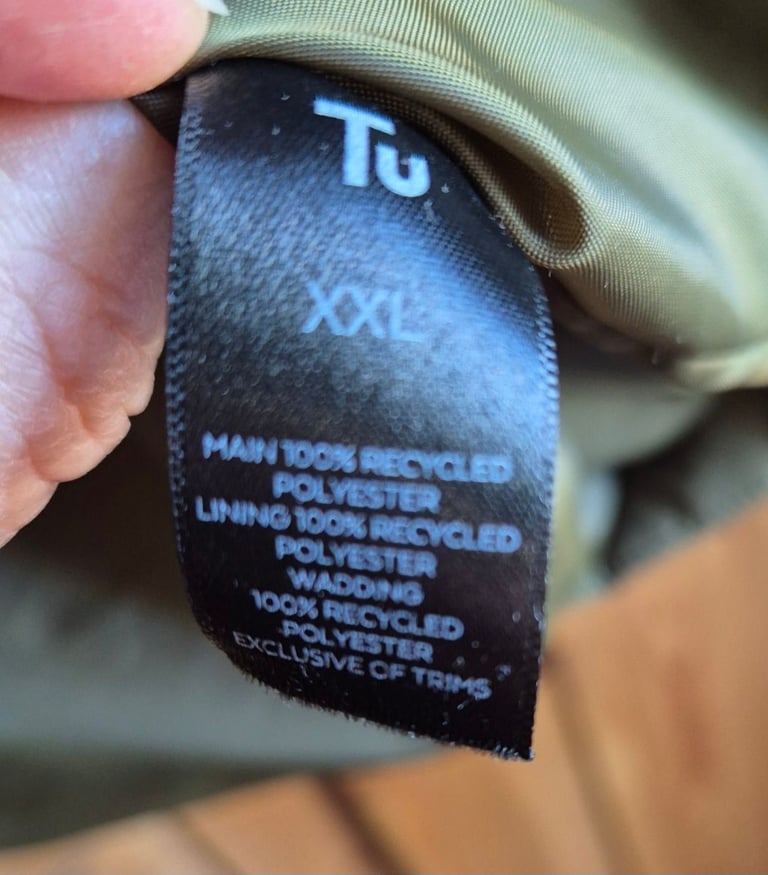 Tu
XXL
MAIN 100% RECYCLED
POLYESTER
LINING 100% RECYCLED
POLYESTER
WADDING
100% RECYCLED
POLYESTER
EXCLUSIVE OF TRIMS